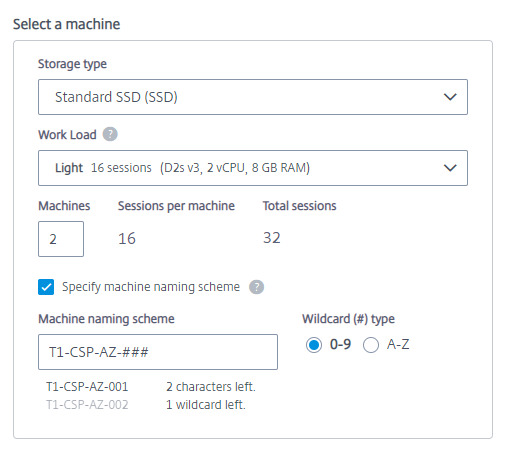 Select a machine
Storage type
Standard SSD (SSD)
Work Load ?
Light 16 sessions (D2s v3, 2 vCPU, 8 GB RAM)
Machines Sessions per machine Total sessions
2 16 32
Specify machine naming scheme ?
Machine naming scheme Wildcard (#) type
T1-CSP-AZ-### 0-9 A-Z
T1-CSP-AZ-001 2 characters left.
T1-CSP-AZ-002 1 wildcard left.